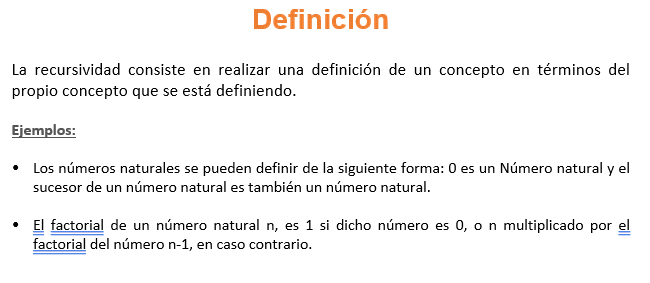 Definición
La recursividad consiste en realizar una definición de un concepto en términos del
propio concepto que se está definiendo.
Ejemplos:
• Los números naturales se pueden definir de la siguiente forma: 0 es un Número natural y el
sucesor de un número natural es también un número natural.
• El factorial de un número natural n, es 1 si dicho número es 0, o n multiplicado por el
factorial del número n-1, en caso contrario.